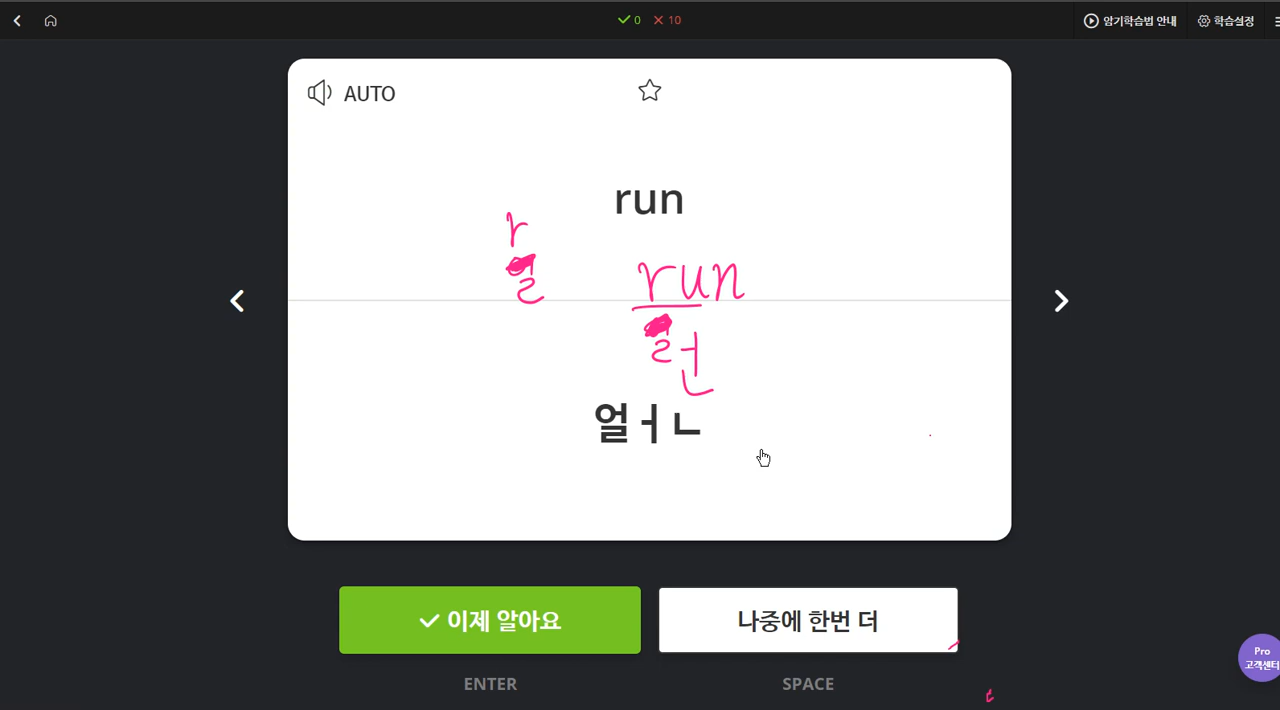 0 10 암기학습법 안내 학습설정
AUTO
run
r
run
얼ㅓㄴ
이제 알아요 나중에 한번 더
Pro
고객센터
ENTER SPACE